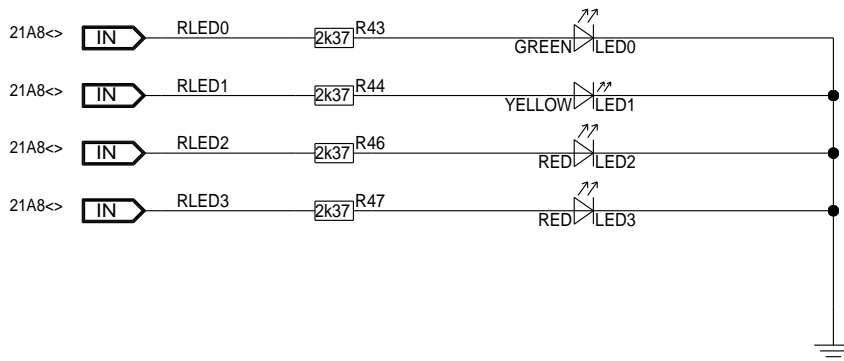 21A8<> IN RLED0 2k37 R43 GREEN LED0
21A8<> IN RLED1 2k37 R44 YELLOW LED1
21A8<> IN RLED2 2k37 R46 RED LED2
21A8<> IN RLED3 2k37 R47 RED LED3